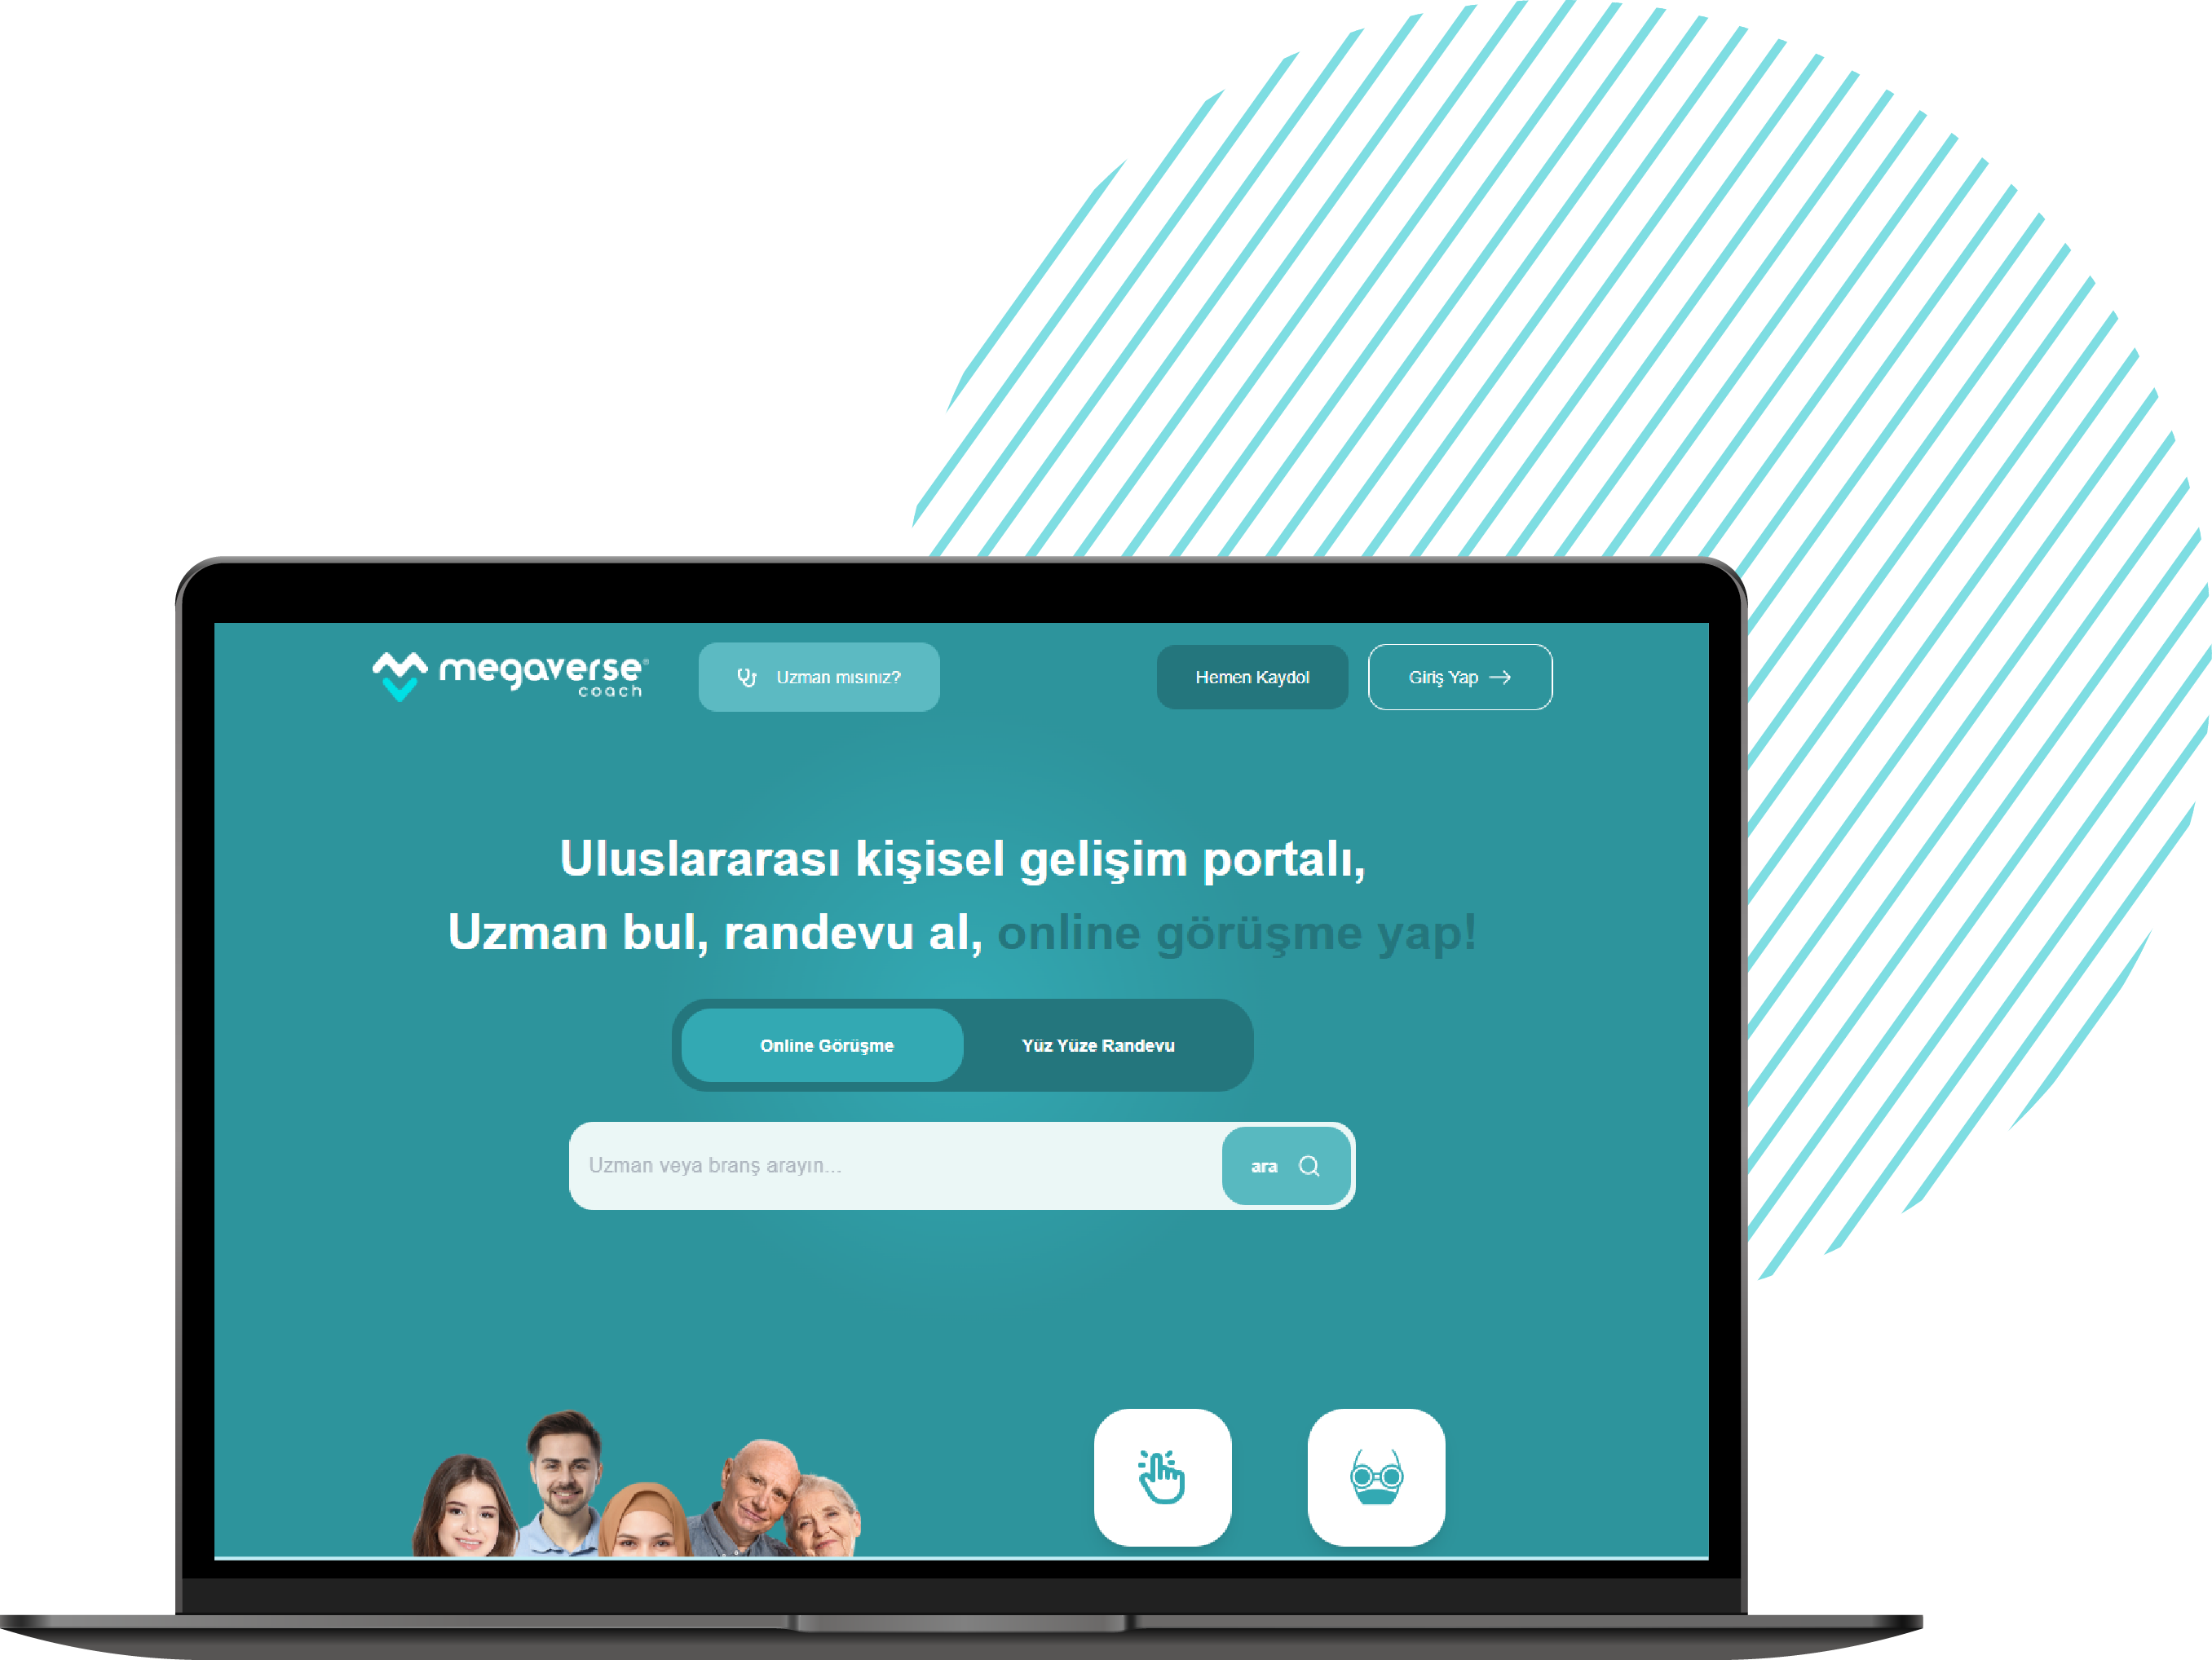 megaverse®
coach
Uzman mısınız?
Hemen Kaydol
Giriş Yap
Uluslararası kişisel gelişim portalı,
Uzman bul, randevu al, online görüşme yap!
Online Görüşme
Yüz Yüze Randevu
Uzman veya branş arayın...
ara